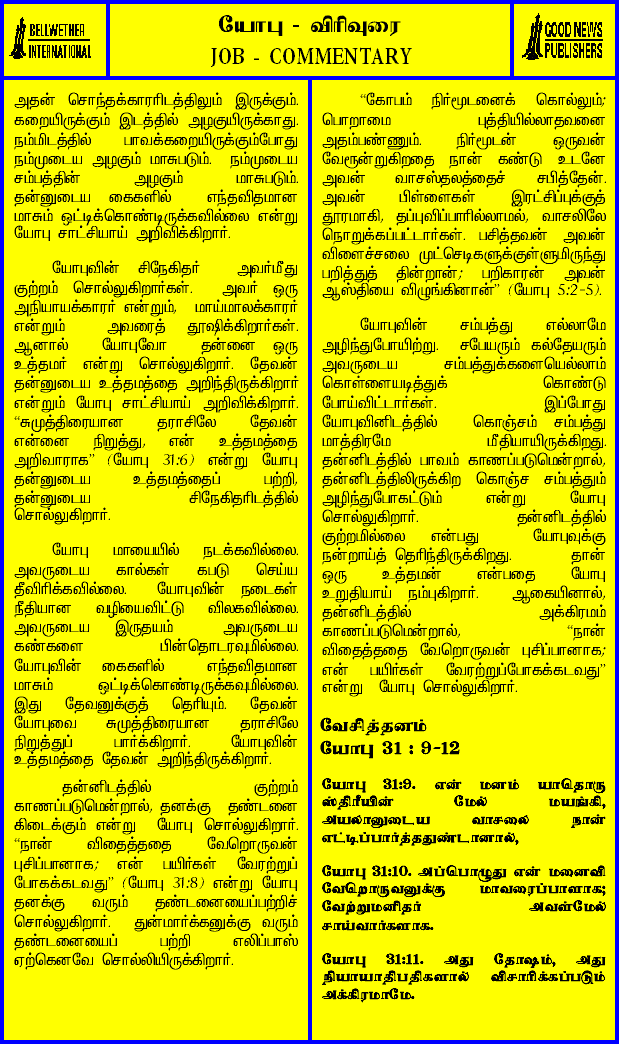 BELLWETHER
INTERNATIONAL
யோபு - விரிவுரை
JOB - COMMENTARY
GOOD NEWS
PUBLISHERS
அதன் சொந்தக்காரரிடத்திலும் இருக்கும்.
கறையிருக்கும் இடத்தில் அழகுயிருக்காது.
நம்மிடத்தில் பாவக்கறையிருக்கும்போது
நம்முடைய அழகும் மாசுபடும். நம்முடைய
சம்பத்தின் அழகும் மாசுபடும்.
தன்னுடைய கைகளில் எந்தவிதமான
மாசும் ஒட்டிக்கொண்டிருக்கவில்லை என்று
யோபு சாட்சியாய் அறிவிக்கிறார்.
யோபுவின் சிநேகிதர் அவர்மீது
குற்றம் சொல்லுகிறார்கள். அவர் ஒரு
அநியாயக்காரர் என்றும், மாய்மாலக்காரர்
என்றும் அவரைத் தூஷிக்கிறார்கள்.
ஆனால் யோபுவோ தன்னை ஒரு
உத்தமர் என்று சொல்லுகிறார். தேவன்
தன்னுடைய உத்தமத்தை அறிந்திருக்கிறார்
என்றும் யோபு சாட்சியாய் அறிவிக்கிறார்.
“சுமுத்திரையான தராசிலே தேவன்
என்னை நிறுத்து, என் உத்தமத்தை
அறிவாராக” (யோபு 31:6) என்று யோபு
தன்னுடைய உத்தமத்தைப் பற்றி,
தன்னுடைய சிநேகிதரிடத்தில்
சொல்லுகிறார்.
யோபு மாயையில் நடக்கவில்லை.
அவருடைய கால்கள் கபடு செய்ய
தீவிரிக்கவில்லை. யோபுவின் நடைகள்
நீதியான வழியைவிட்டு விலகவில்லை.
அவருடைய இருதயம் அவருடைய
கண்களை பின்தொடரவுமில்லை.
யோபுவின் கைகளில் எந்தவிதமான
மாசும் ஒட்டிக்கொண்டிருக்கவுமில்லை.
இது தேவனுக்குத் தெரியும். தேவன்
யோபுவை சுமுத்திரையான தராசிலே
நிறுத்துப் பார்க்கிறார். யோபுவின்
உத்தமத்தை தேவன் அறிந்திருக்கிறார்.
தன்னிடத்தில் குற்றம்
காணப்படுமென்றால், தனக்கு தண்டனை
கிடைக்கும் என்று யோபு சொல்லுகிறார்.
“நான் விதைத்ததை வேறொருவன்
புசிப்பானாக; என் பயிர்கள் வேரற்றுப்
போகக்கடவது” (யோபு 31:8) என்று யோபு
தனக்கு வரும் தண்டனையைப்பற்றிச்
சொல்லுகிறார். துன்மார்க்கனுக்கு வரும்
தண்டனையைப் பற்றி எலிப்பாஸ்
ஏற்கெனவே சொல்லியிருக்கிறார்.
“கோபம் நிர்மூடனைக் கொல்லும்;
பொறாமை புத்தியில்லாதவனை
அதம்பண்ணும். நிர்மூடன் ஒருவன்
வேரூன்றுகிறதை நான் கண்டு உடனே
அவன் வாசஸ்தலத்தைச் சபித்தேன்.
அவன் பிள்ளைகள் இரட்சிப்புக்குத்
தூரமாகி, தப்புவிப்பாரில்லாமல், வாசலிலே
நொறுக்கப்பட்டார்கள். பசித்தவன் அவன்
விளைச்சலை முட்செடிகளுக்குள்ளுமிருந்து
பறித்துத் தின்றான்; பறிகாரன் அவன்
ஆஸ்தியை விழுங்கினான்” (யோபு 5:2-5).
யோபுவின் சம்பத்து எல்லாமே
அழிந்துபோயிற்று. சபேயரும் கல்தேயரும்
அவருடைய சம்பத்துக்களையெல்லாம்
கொள்ளையடித்துக் கொண்டு
போய்விட்டார்கள். இப்போது
யோபுவினிடத்தில் கொஞ்சம் சம்பத்து
மாத்திரமே மீதியாயிருக்கிறது.
தன்னிடத்தில் பாவம் காணப்படுமென்றால்,
தன்னிடத்திலிருக்கிற கொஞ்ச சம்பத்தும்
அழிந்துபோகட்டும் என்று யோபு
சொல்லுகிறார். தன்னிடத்தில்
குற்றமில்லை என்பது யோபுவுக்கு
நன்றாய்த் தெரிந்திருக்கிறது. தான்
ஒரு உத்தமன் என்பதை யோபு
உறுதியாய் நம்புகிறார். ஆகையினால்,
தன்னிடத்தில் அக்கிரமம்
காணப்படுமென்றால், “நான்
விதைத்ததை வேறொருவன் புசிப்பானாக;
என் பயிர்கள் வேரற்றுப்போகக்கடவது”
என்று யோபு சொல்லுகிறார்.
வேசித்தனம்
யோபு 31 : 9-12
யோபு 31:9. என் மனம் யாதொரு
ஸ்திரீயின் மேல் மயங்கி,
அயலானுடைய வாசலை நான்
எட்டிப்பார்த்ததுண்டானால்,
யோபு 31:10. அப்பொழுது என் மனைவி
வேறொருவனுக்கு மாவரைப்பாளாக;
வேற்றுமனிதர் அவள்மேல்
சாய்வார்களாக.
யோபு 31:11. அது தோஷம், அது
நியாயாதிபதிகளால் விசாரிக்கப்படும்
அக்கிரமாமே.